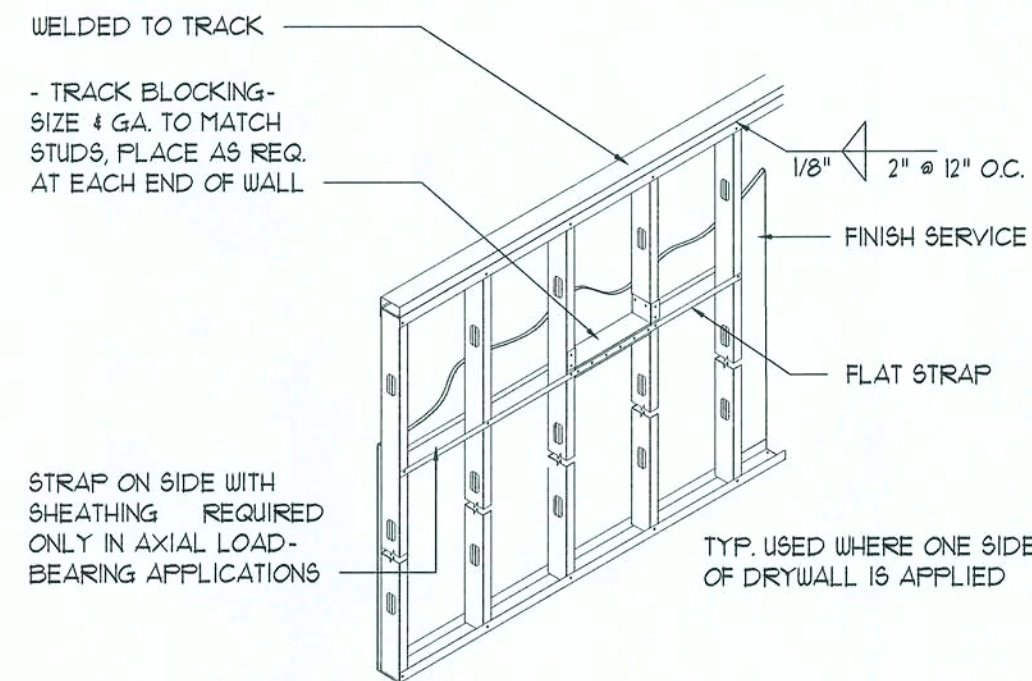 WELDED TO TRACK
- TRACK BLOCKING-
SIZE & GA. TO MATCH
STUDS, PLACE AS REQ.
AT EACH END OF WALL
1/8" 2" @ 12" O.C.
FINISH SERVICE
FLAT STRAP
STRAP ON SIDE WITH
SHEATHING REQUIRED
ONLY IN AXIAL LOAD-
BEARING APPLICATIONS
TYP. USED WHERE ONE SIDE
OF DRYWALL IS APPLIED